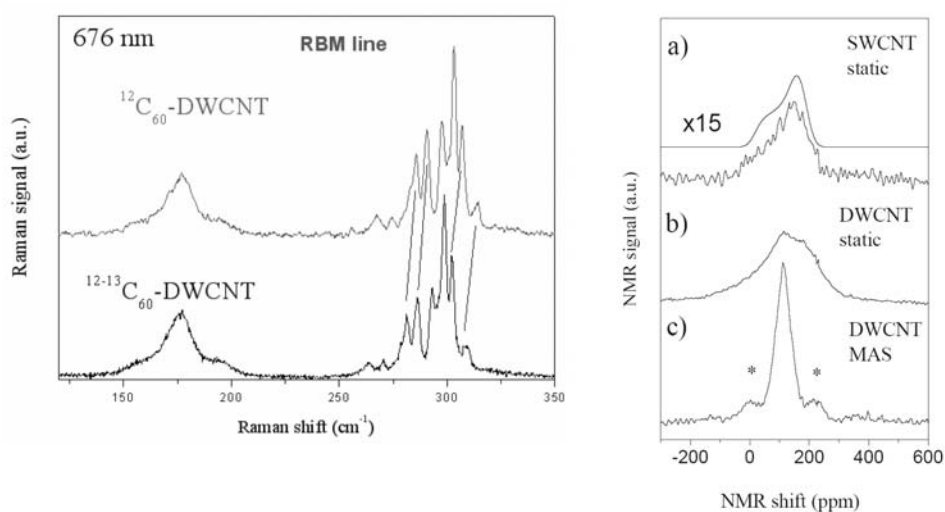 676 nm
RBM line
¹²C₆₀-DWCNT
¹²⁻¹³C₆₀-DWCNT
Raman signal (a.u.)
150
200
250
300
350
Raman shift (cm⁻¹)
a)
SWCNT
static
x15
b)
DWCNT
static
c)
DWCNT
MAS
*
*
NMR signal (a.u.)
-200
0
200
400
600
NMR shift (ppm)